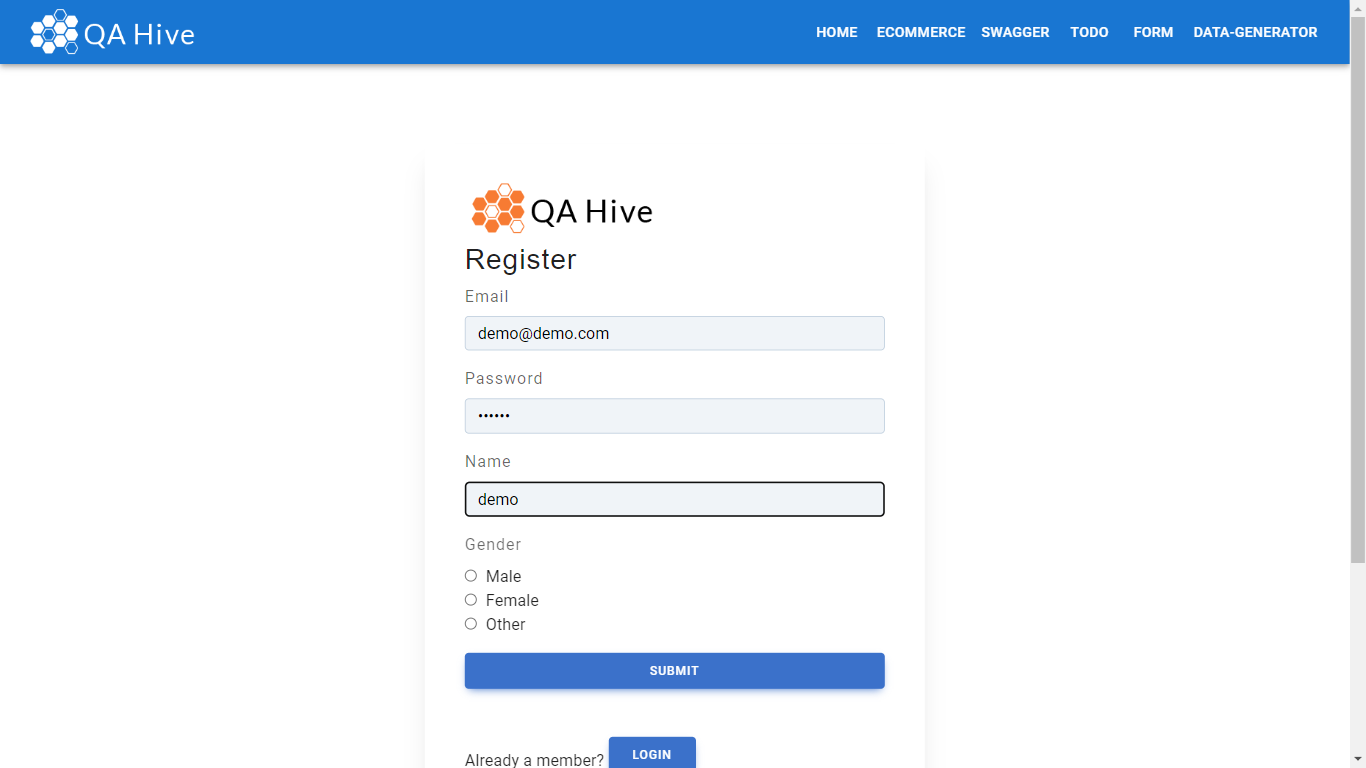 QA Hive HOME ECOMMERCE SWAGGER TODO FORM DATA-GENERATOR
QA Hive
Register
Email
demo@demo.com
Password
••••••
Name
demo
Gender
Male
Female
Other
SUBMIT
Already a member? LOGIN